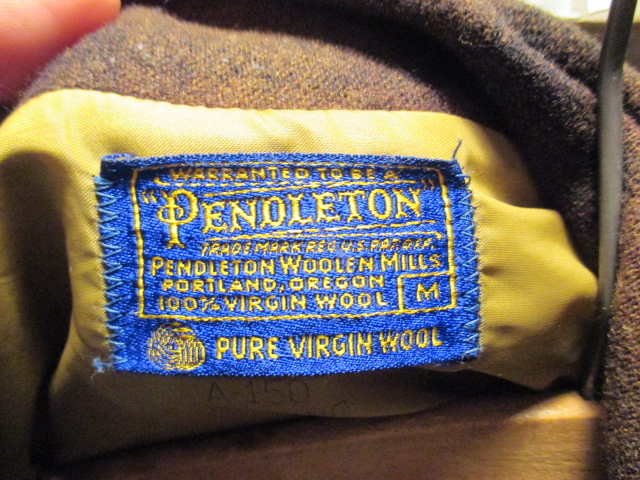 WARRANTED TO BE A
"PENDLETON"
TRADE MARK REG. U.S. PAT. OFF.
PENDLETON WOOLEN MILLS
PORTLAND, OREGON
100% VIRGIN WOOL M
PURE VIRGIN WOOL
A-150